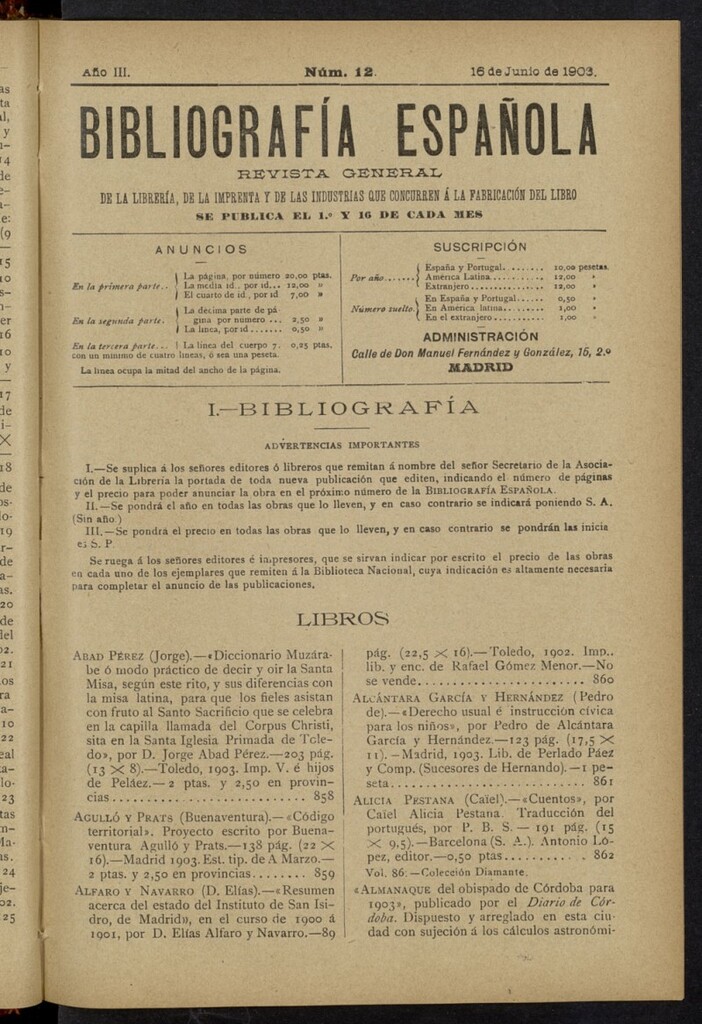 Año III.
Núm. 12.
16 de Junio de 1903.
BIBLIOGRAFÍA ESPAÑOLA
REVISTA GENERAL
DE LA LIBRERÍA, DE LA IMPRENTA Y DE LAS INDUSTRIAS QUE CONCURREN Á LA FABRICACIÓN DEL LIBRO
SE PUBLICA EL 1.º Y 16 DE CADA MES
ANUNCIOS
En la primera parte..
La página, por número 20,00 ptas.
La media id., por id... 12,00 »
El cuarto de id., por id 7,00 »
En la segunda parte.
La décima parte de pá
gina por número ... 2,50 »
La línea, por id ....... 0,50 »
En la tercera parte... La línea del cuerpo 7. 0,25 ptas.
con un mínimo de cuatro líneas, ó sea una peseta.
La línea ocupa la mitad del ancho de la página.
SUSCRIPCIÓN
Por año.......
España y Portugal........ 10,00 pesetas.
América Latina.......... 12,00 »
Extranjero............... 12,00 »
Número suelto.
En España y Portugal..... 0,50 »
En América latina........ 1,00 »
En el extranjero.......... 1,00 »
ADMINISTRACIÓN
Calle de Don Manuel Fernández y González, 15, 2.º
MADRID
I.—BIBLIOGRAFÍA
ADVERTENCIAS IMPORTANTES
I.—Se suplica á los señores editores ó libreros que remitan á nombre del señor Secretario de la Asocia-
ción de la Librería la portada de toda nueva publicación que editen, indicando el número de páginas
y el precio para poder anunciar la obra en el próximo número de la BIBLIOGRAFÍA ESPAÑOLA.
II.—Se pondrá el año en todas las obras que lo lleven, y en caso contrario se indicará poniendo S. A.
(Sin año)
III.—Se pondrá el precio en todas las obras que lo lleven, y en caso contrario se pondrán las inicia
es S. P.
Se ruega á los señores editores é impresores, que se sirvan indicar por escrito el precio de las obras
en cada uno de los ejemplares que remiten á la Biblioteca Nacional, cuya indicación es altamente necesaria
para completar el anuncio de las publicaciones.
LIBROS
ABAD PÉREZ (Jorge).—«Diccionario Muzára-
be ó modo práctico de decir y oir la Santa
Misa, según este rito, y sus diferencias con
la misa latina, para que los fieles asistan
con fruto al Santo Sacrificio que se celebra
en la capilla llamada del Corpus Christi,
sita en la Santa Iglesia Primada de Tole-
do», por D. Jorge Abad Pérez.—203 pág.
(13 × 8).—Toledo, 1903. Imp. V. é hijos
de Peláez.— 2 ptas. y 2,50 en provin-
cias........................ 858
AGULLÓ Y PRATS (Buenaventura).—«Código
territorial». Proyecto escrito por Buena-
ventura Agulló y Prats.—138 pág. (22 ×
16).—Madrid 1903. Est. tip. de A Marzo.—
2 ptas. y 2,50 en provincias........ 859
ALFARO Y NAVARRO (D. Elías).—«Resumen
acerca del estado del Instituto de San Isi-
dro, de Madrid», en el curso de 1900 á
1901, por D. Elías Alfaro y Navarro.—89
pág. (22,5 × 16).—Toledo, 1902. Imp.,
lib. y enc. de Rafael Gómez Menor.—No
se vende..................... 860
ALCÁNTARA GARCÍA Y HERNÁNDEZ (Pedro
de).—«Derecho usual é instrucción cívica
para los niños», por Pedro de Alcántara
García y Hernández.—123 pág. (17,5 ×
11).—Madrid, 1903. Lib. de Perlado Páez
y Comp. (Sucesores de Hernando).—1 pe-
seta........................ 861
ALICIA PESTANA (Caïel).—«Cuentos», por
Caiel Alicia Pestana. Traducción del
portugués, por P. B. S.— 191 pág. (15
× 9,5).—Barcelona (S. A.). Antonio Ló-
pez, editor.—0,50 ptas............ 862
Vol. 86.—Colección Diamante.
«ALMANAQUE del obispado de Córdoba para
1903», publicado por el Diario de Cór-
doba. Dispuesto y arreglado en esta ciu
dad con sujeción á los cálculos astronómi-